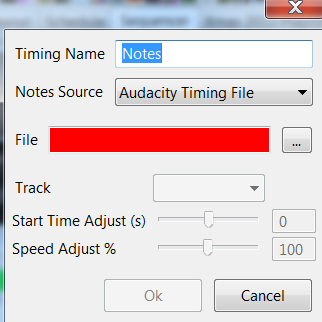 Sequencer
Timing Name Notes
Notes Source Audacity Timing File
File ...
Track
Start Time Adjust (s) 0
Speed Adjust % 100
Ok Cancel